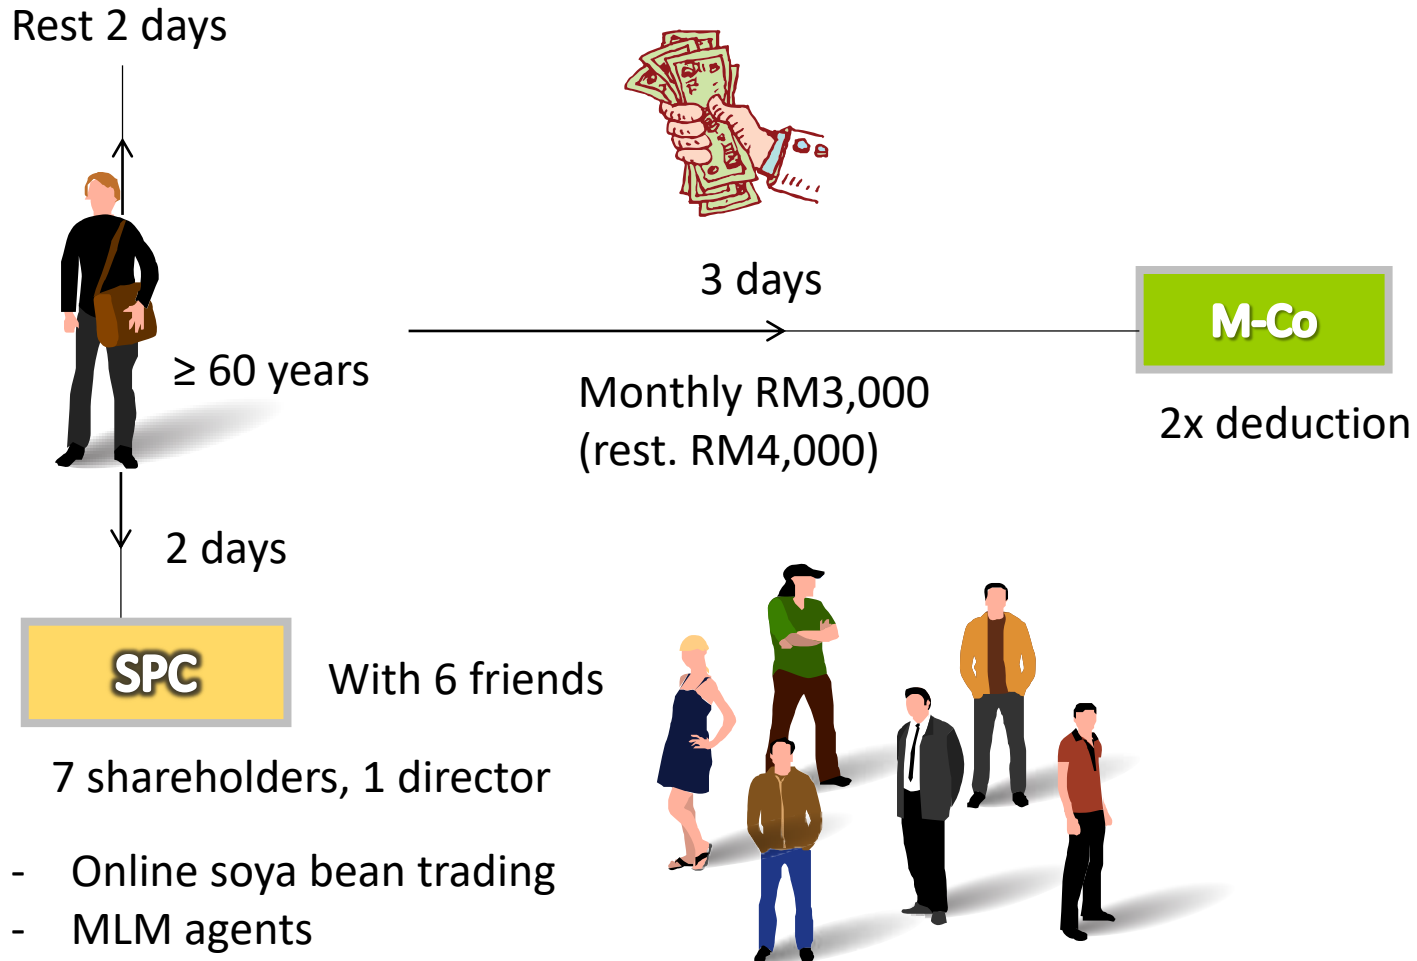 Rest 2 days
3 days
M-Co
≥ 60 years
Monthly RM3,000
(rest. RM4,000)
2x deduction
2 days
SPC
With 6 friends
7 shareholders, 1 director
- Online soya bean trading
- MLM agents